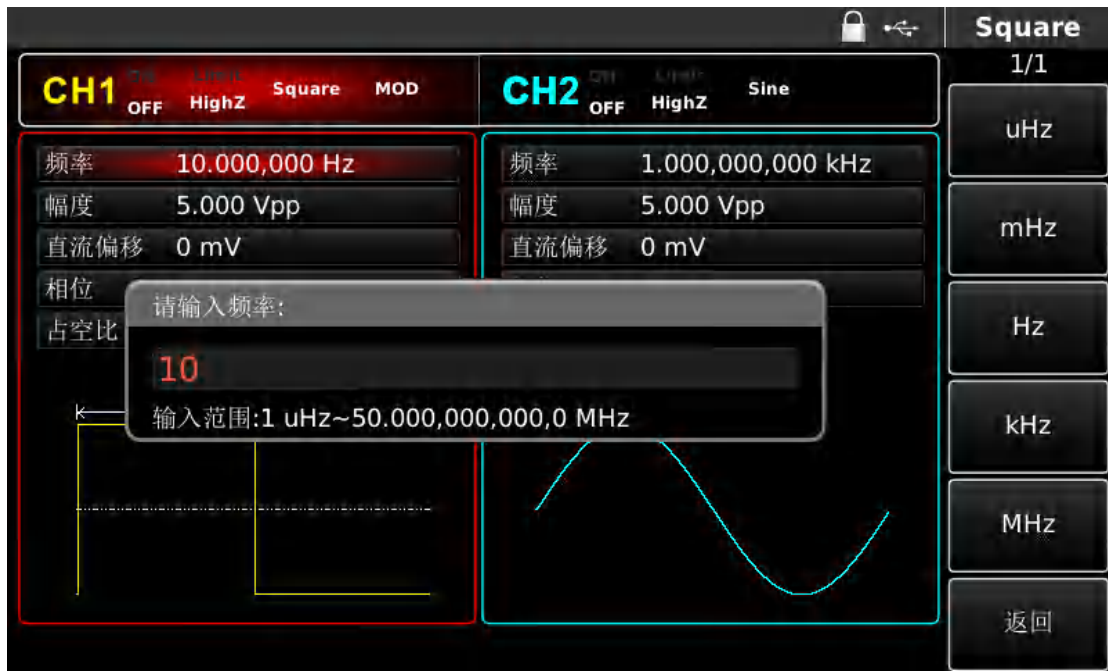 Square
1/1
CH1 OFF HighZ Square MOD
CH2 OFF HighZ Sine
频率 10.000,000 Hz
幅度 5.000 Vpp
直流偏移 0 mV
相位
占空比
频率 1.000,000,000 kHz
幅度 5.000 Vpp
直流偏移 0 mV
请输入频率:
10
输入范围:1 uHz~50.000,000,000,0 MHz
uHz
mHz
Hz
kHz
MHz
返回